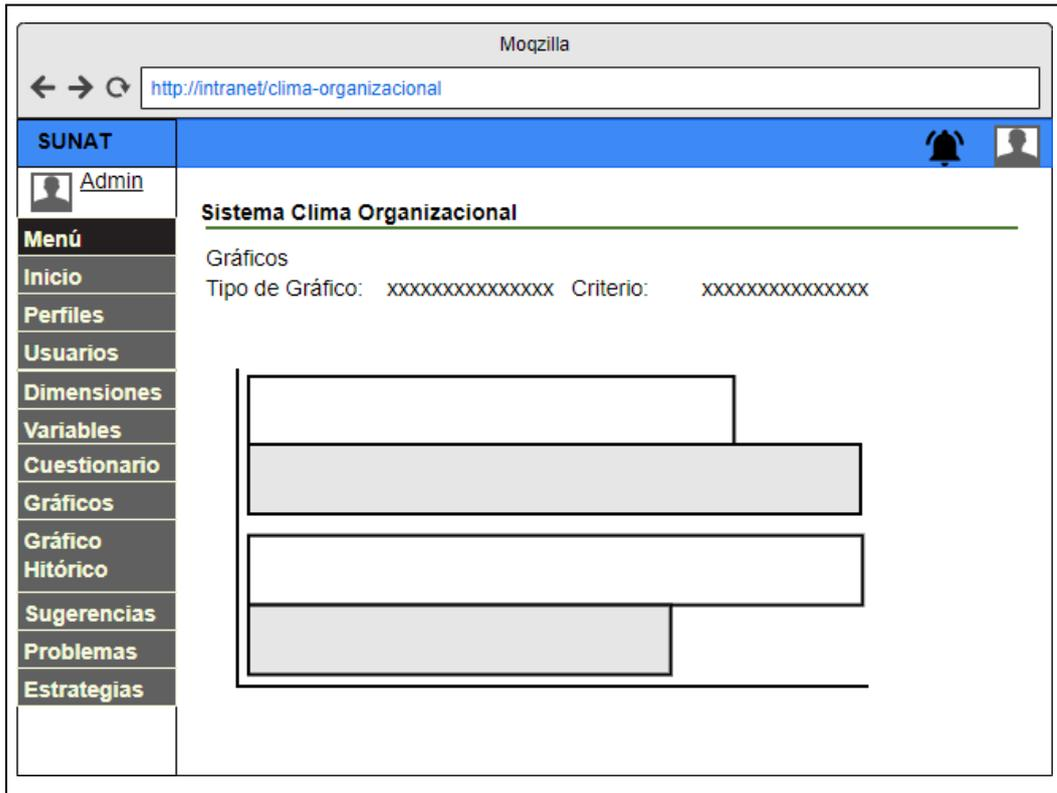 Moqzilla
http://intranet/clima-organizacional
SUNAT
Admin
Menú
Inicio
Perfiles
Usuarios
Dimensiones
Variables
Cuestionario
Gráficos
Gráfico
Hitórico
Sugerencias
Problemas
Estrategias
Sistema Clima Organizacional
Gráficos
Tipo de Gráfico: xxxxxxxxxxxxxxx Criterio: xxxxxxxxxxxxxxx